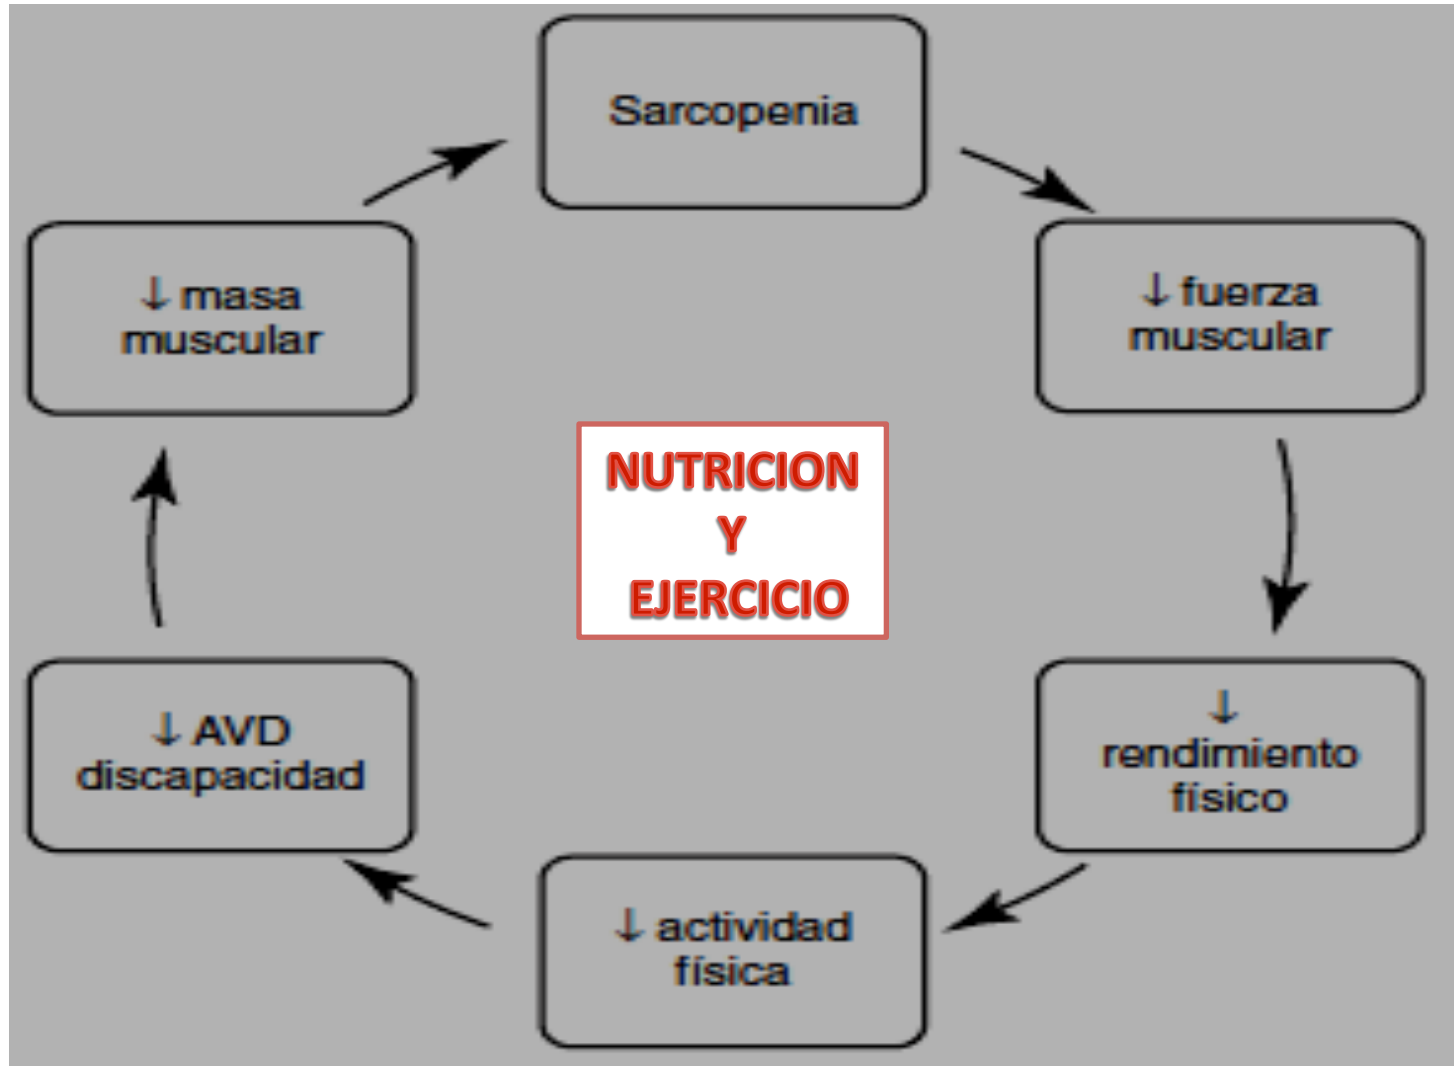 Sarcopenia
↓ fuerza
muscular
↓
rendimiento
físico
↓ actividad
física
↓ AVD
discapacidad
↓ masa
muscular
NUTRICION
Y
EJERCICIO